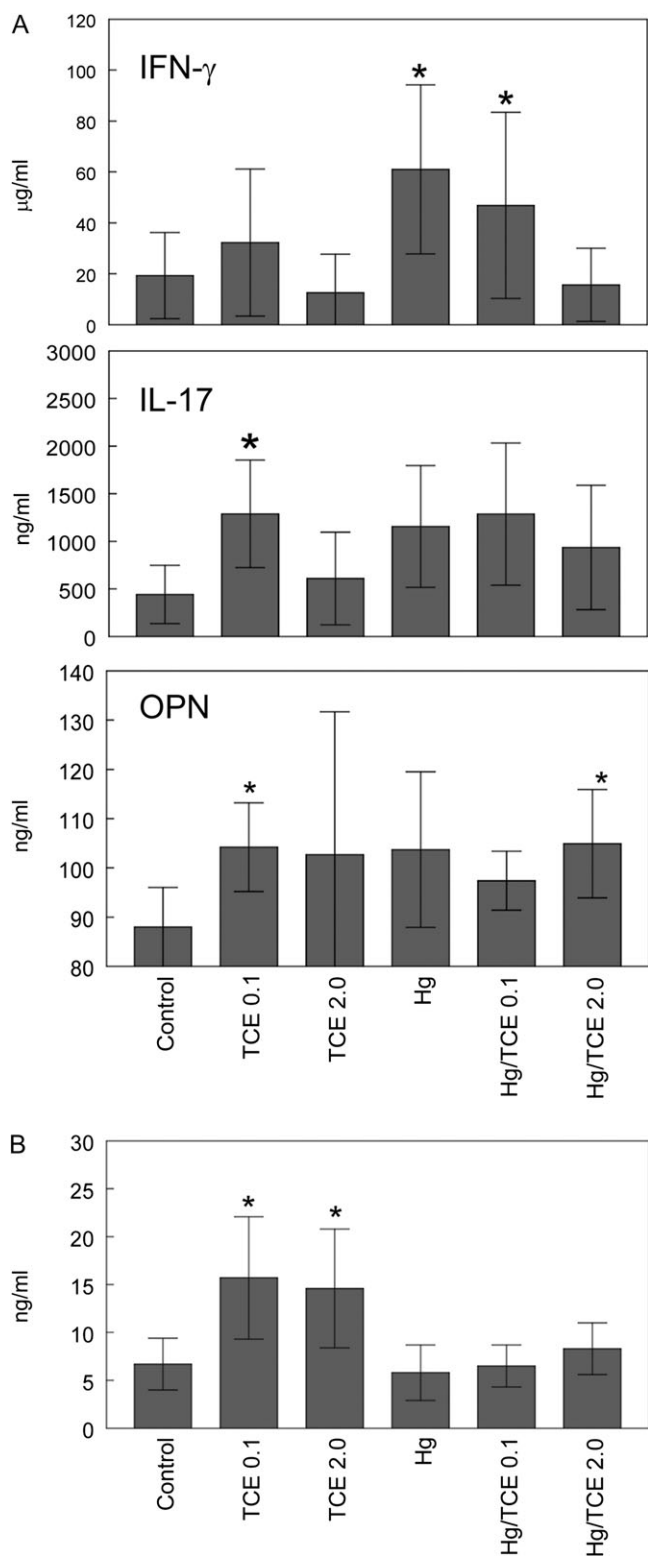 A
IFN-γ
*
*
120
100
80
60
40
20
0
μg/ml
IL-17
*
3000
2500
2000
1500
1000
500
0
ng/ml
OPN
*
*
140
130
120
110
100
90
80
ng/ml
Control
TCE 0.1
TCE 2.0
Hg
Hg/TCE 0.1
Hg/TCE 2.0
B
*
*
30
25
20
15
10
5
0
ng/ml
Control
TCE 0.1
TCE 2.0
Hg
Hg/TCE 0.1
Hg/TCE 2.0